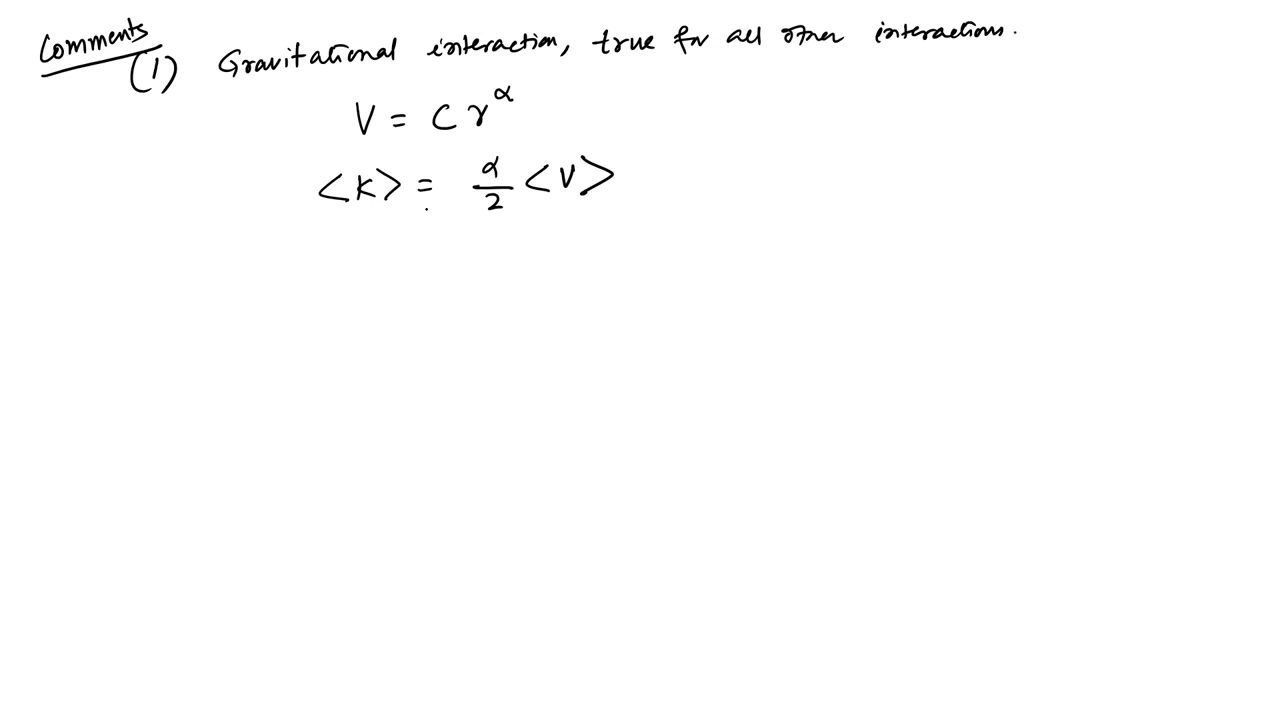 Comments
(1) Gravitational interaction, true for all other interactions.
V = C r^α
<K> = α/2 <V>